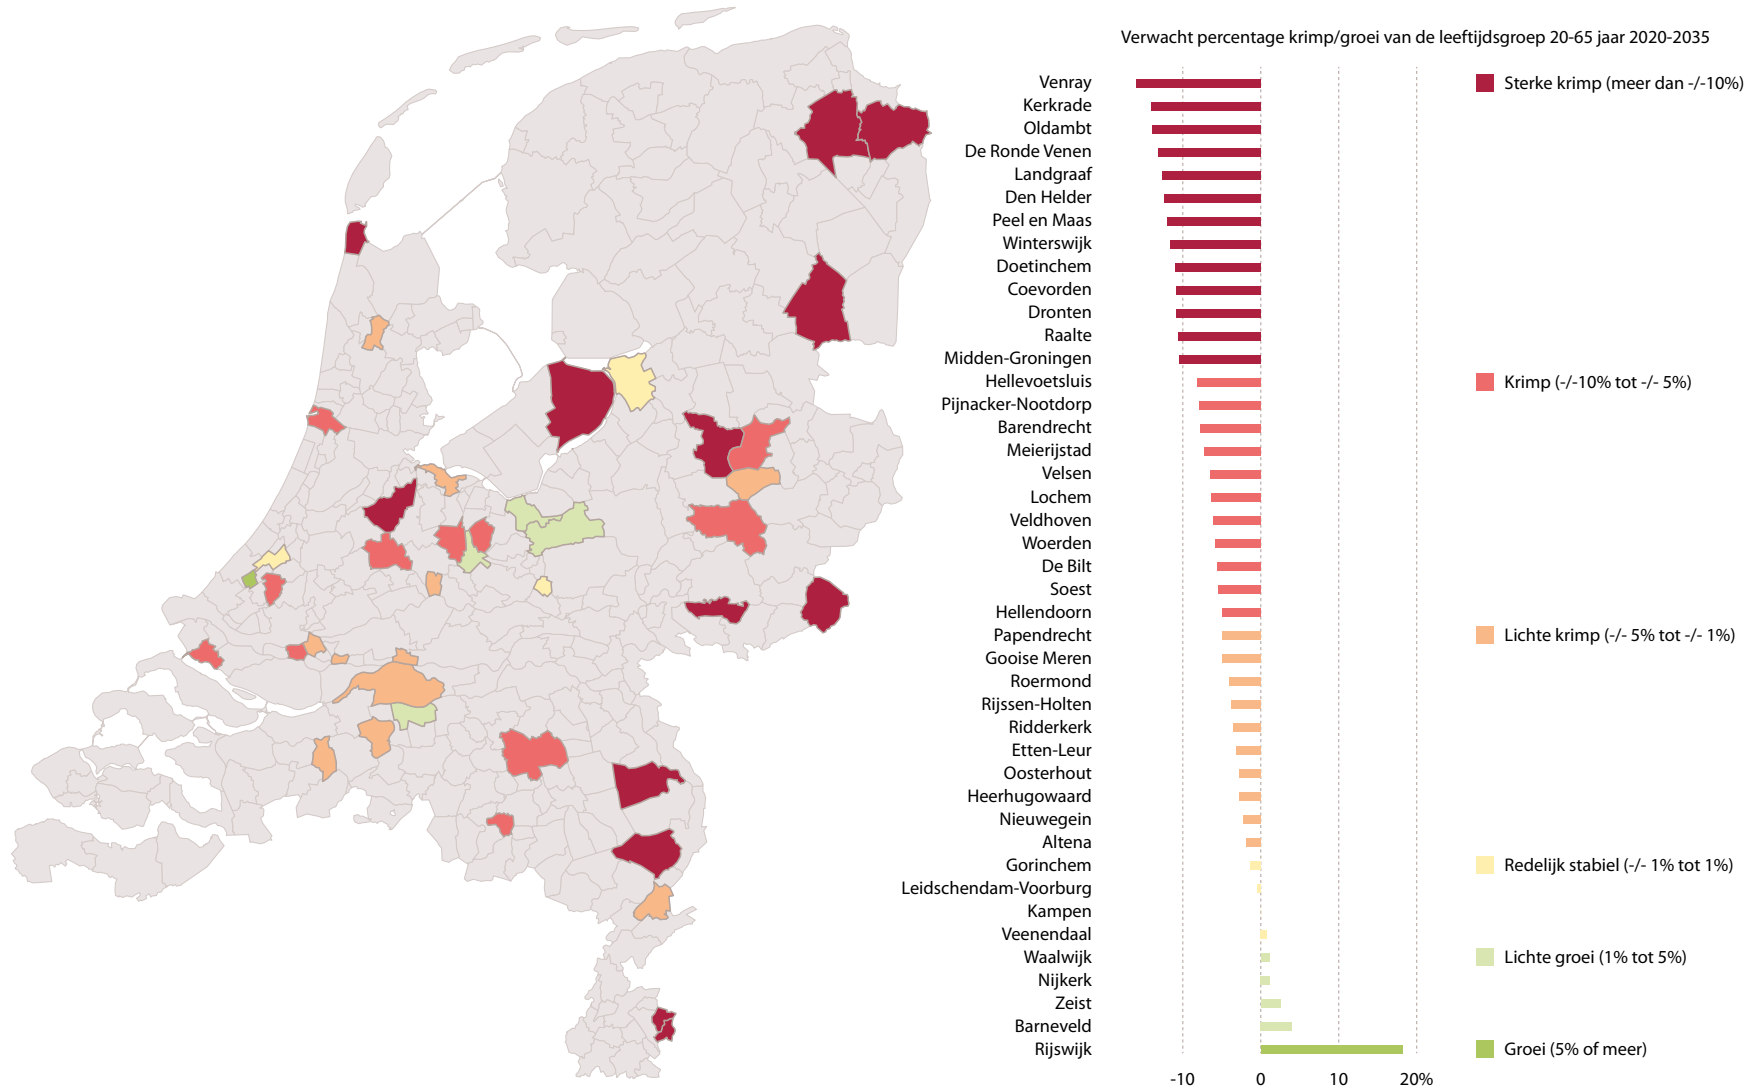 Verwacht percentage krimp/groei van de leeftijdsgroep 20-65 jaar 2020-2035
Venray
Sterke krimp (meer dan -/-10%)
Kerkrade
Oldambt
De Ronde Venen
Landgraaf
Den Helder
Peel en Maas
Winterswijk
Doetinchem
Coevorden
Dronten
Raalte
Midden-Groningen
Hellevoetsluis
Krimp (-/-10% tot -/- 5%)
Pijnacker-Nootdorp
Barendrecht
Meierijstad
Velsen
Lochem
Veldhoven
Woerden
De Bilt
Soest
Hellendoorn
Papendrecht
Lichte krimp (-/- 5% tot -/- 1%)
Gooise Meren
Roermond
Rijssen-Holten
Ridderkerk
Etten-Leur
Oosterhout
Heerhugowaard
Nieuwegein
Altena
Gorinchem
Redelijk stabiel (-/- 1% tot 1%)
Leidschendam-Voorburg
Kampen
Veenendaal
Waalwijk
Lichte groei (1% tot 5%)
Nijkerk
Zeist
Barneveld
Rijswijk
Groei (5% of meer)
-10 0 10 20%